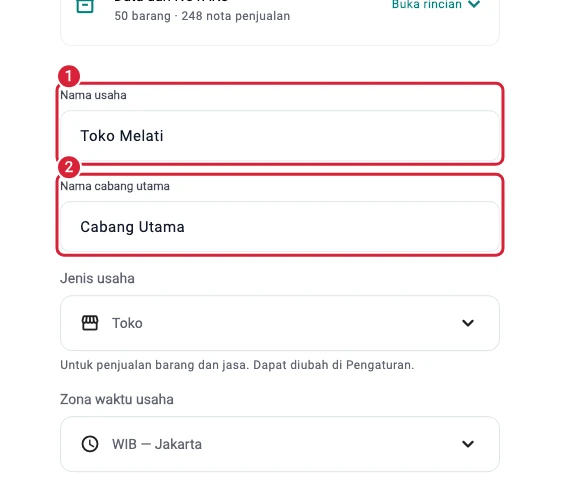 50 barang · 248 nota penjualan
Buka rincian
1
Nama usaha
Toko Melati
2
Nama cabang utama
Cabang Utama
Jenis usaha
Toko
Untuk penjualan barang dan jasa. Dapat diubah di Pengaturan.
Zona waktu usaha
WIB — Jakarta